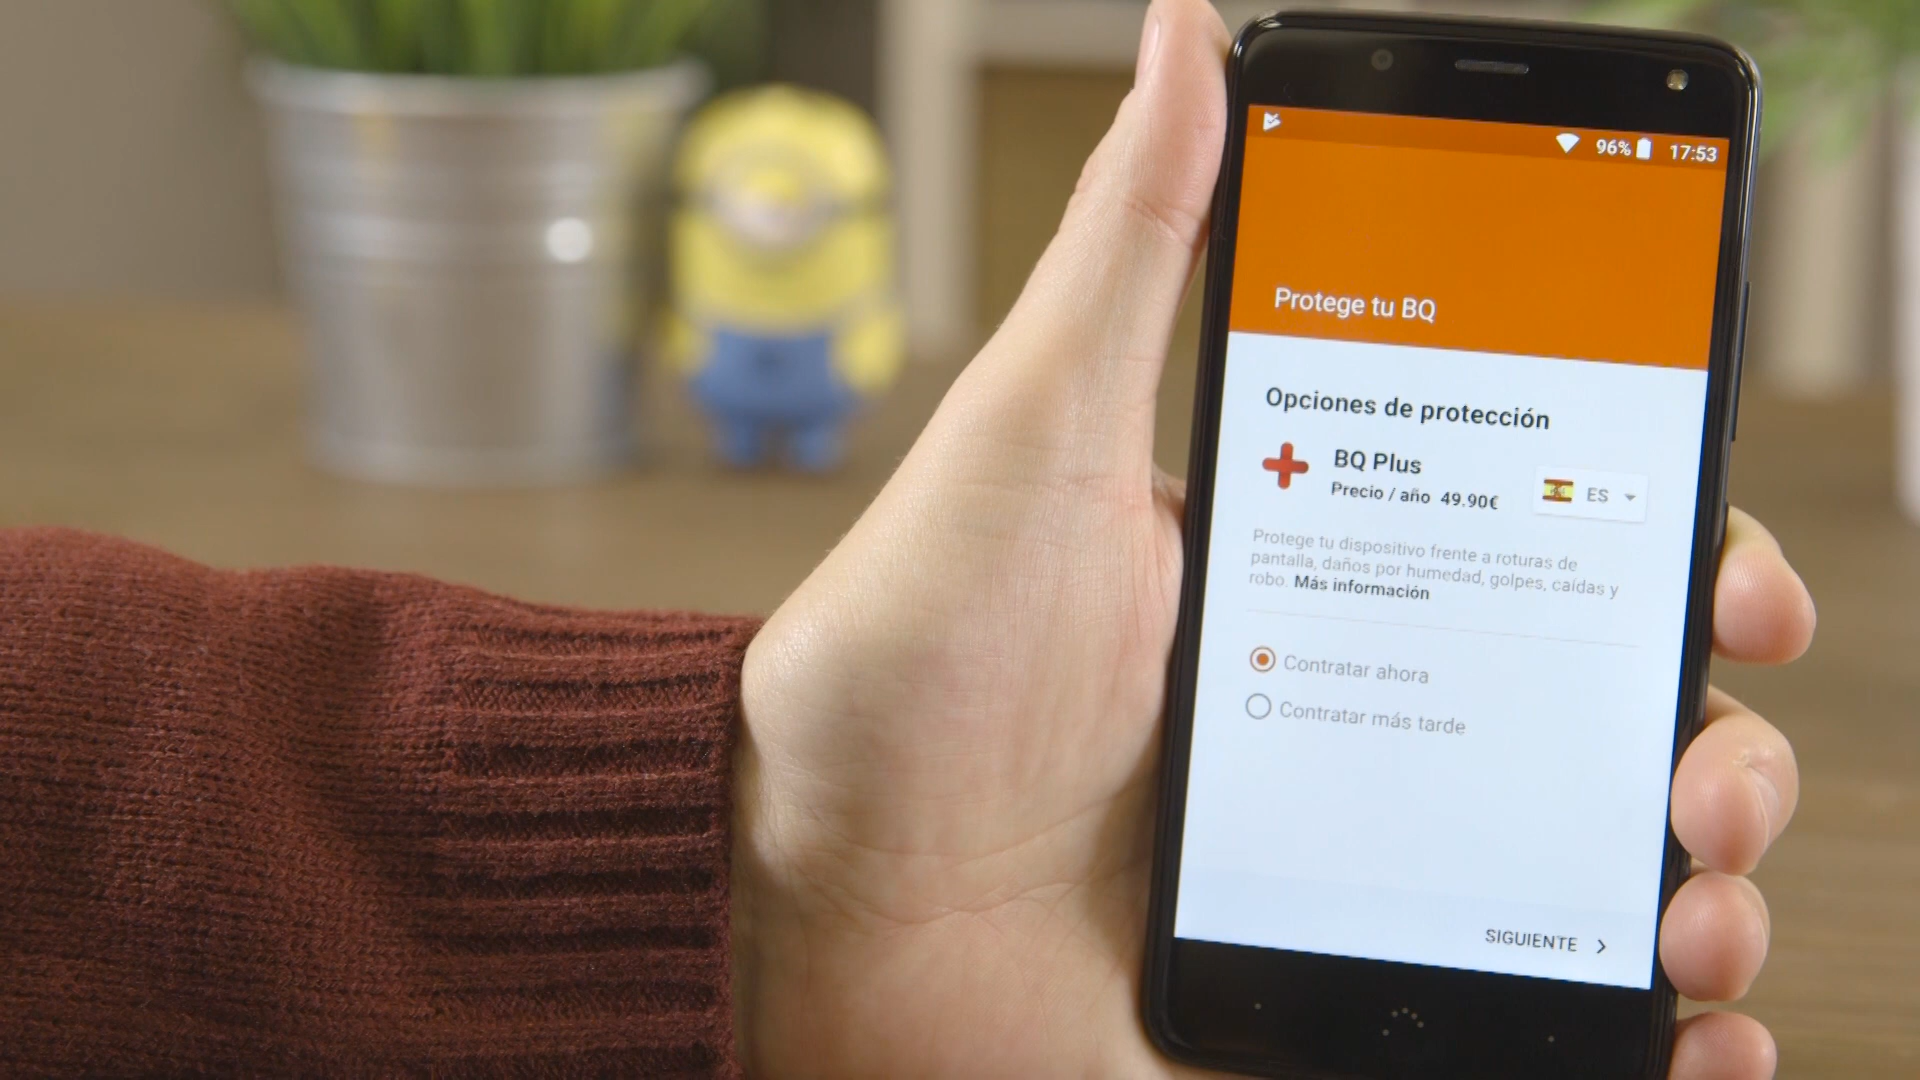 96% 17:53
Protege tu BQ
Opciones de protección
BQ Plus
Precio / año 49.90€
ES
Protege tu dispositivo frente a roturas de
pantalla, daños por humedad, golpes, caídas y
robo. Más información
Contratar ahora
Contratar más tarde
SIGUIENTE